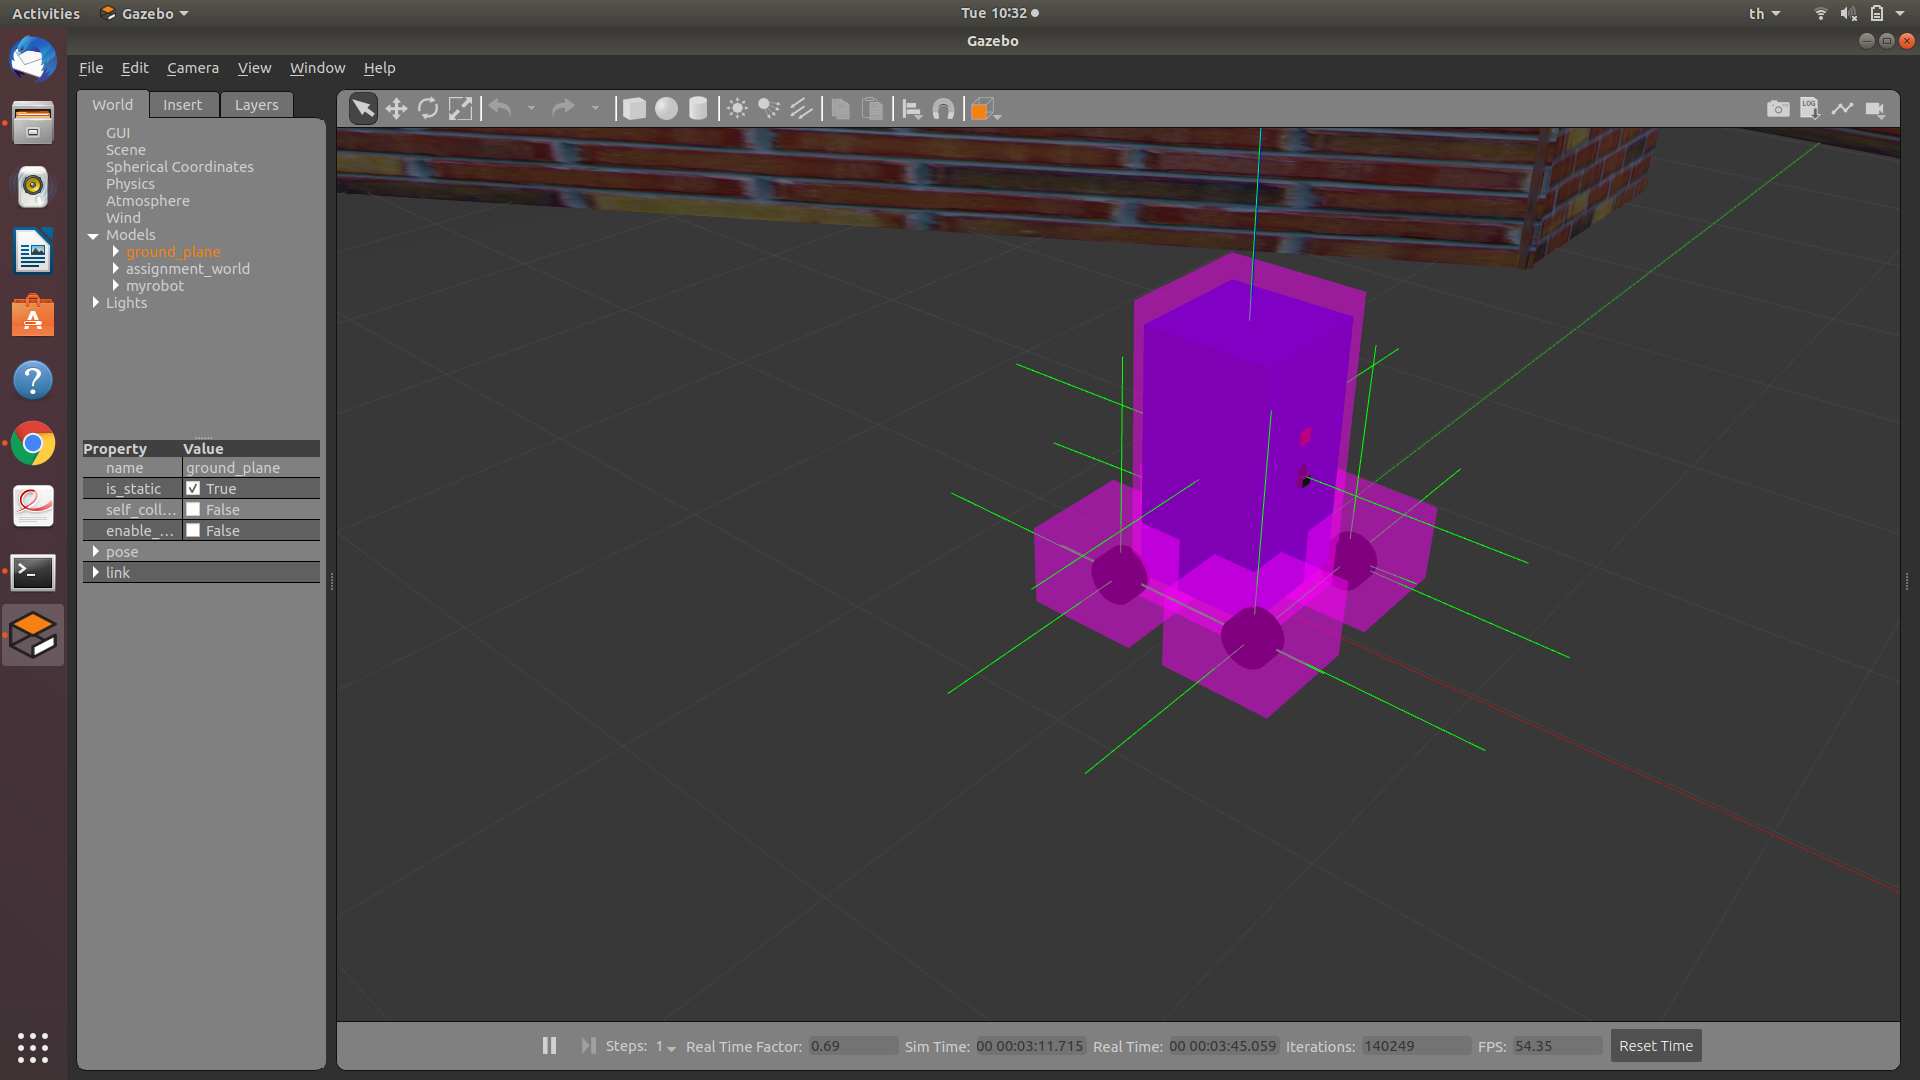 Activities Gazebo Tue 10:32 th
Gazebo
File Edit Camera View Window Help
World Insert Layers
LOG
GUI
Scene
Spherical Coordinates
Physics
Atmosphere
Wind
Models
ground_plane
assignment_world
myrobot
Lights
Property Value
name ground_plane
is_static True
self_coll... False
enable_... False
pose
link
Steps: 1 Real Time Factor: 0.69 Sim Time: 00 00:03:11.715 Real Time: 00 00:03:45.059 Iterations: 140249 FPS: 54.35 Reset Time